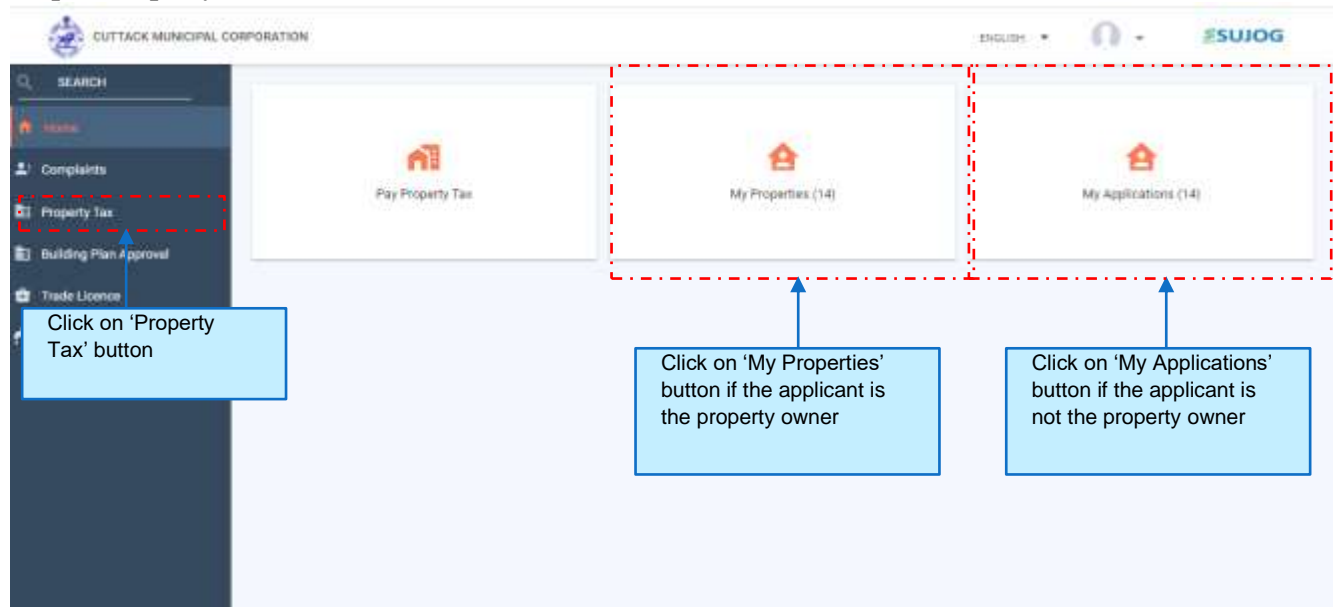 CUTTACK MUNICIPAL CORPORATION
ENGLISH
SUJOG
SEARCH
Home
Complaints
Property Tax
Building Plan Approval
Trade Licence
Pay Property Tax
My Properties (14)
My Applications (14)
Click on ‘Property
Tax’ button
Click on ‘My Properties’
button if the applicant is
the property owner
Click on ‘My Applications’
button if the applicant is
not the property owner